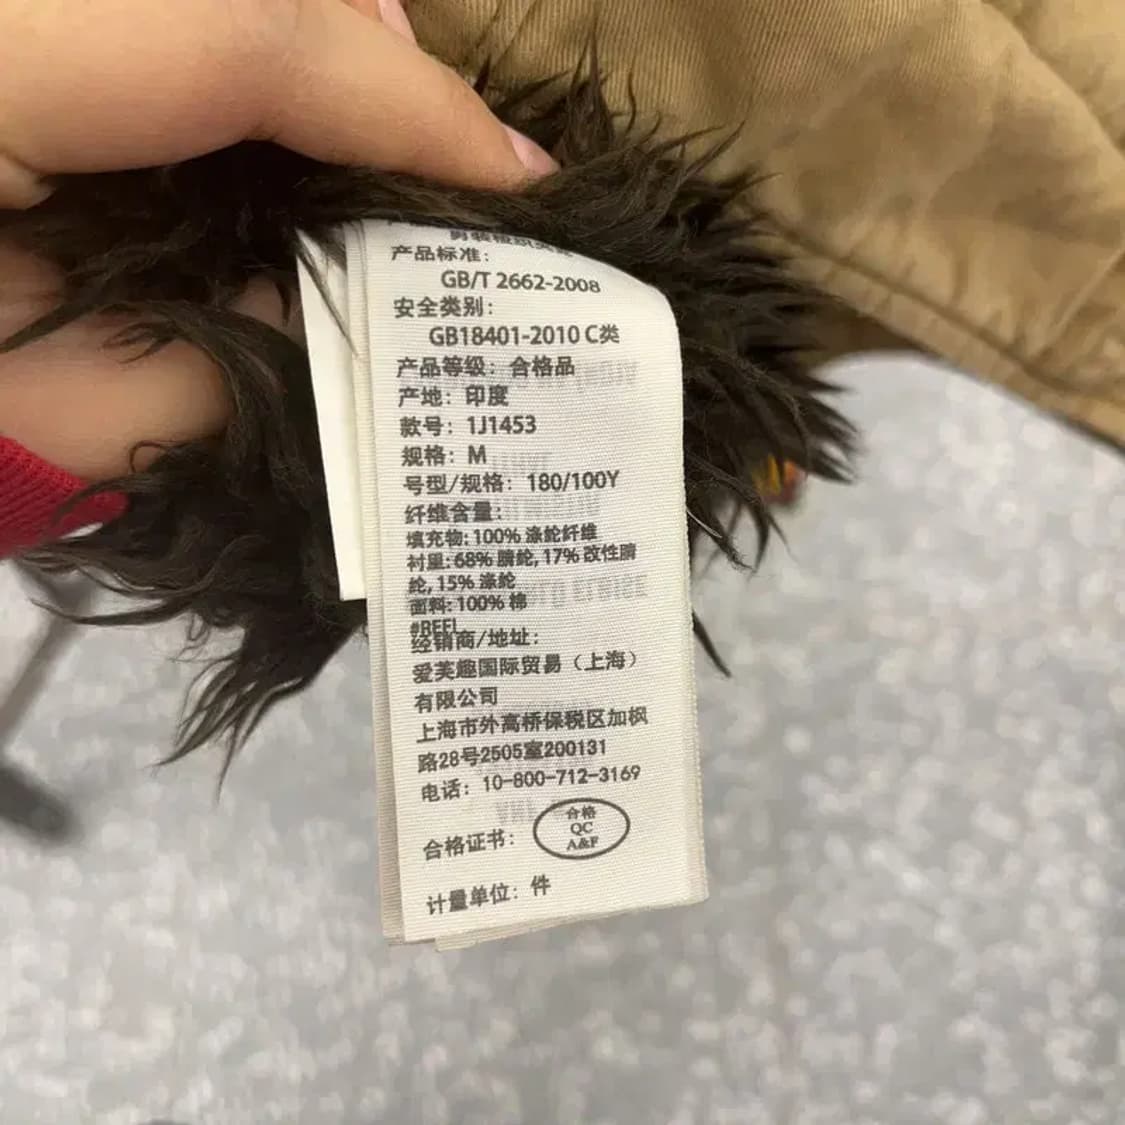 产品标准：
GB/T 2662-2008
安全类别：
GB18401-2010 C类
产品等级：合格品
产地：印度
款号：1J1453
规格：M
号型/规格：180/100Y
纤维含量：
填充物: 100% 涤纶纤维
衬里: 68% 腈纶, 17% 改性腈
纶, 15% 涤纶
面料: 100% 棉
#REEL
经销商/地址：
爱芙趣国际贸易（上海）
有限公司
上海市外高桥保税区加枫
路28号2505室200131
电话：10-800-712-3169
合格证书：
合格
QC
A&F
计量单位：件